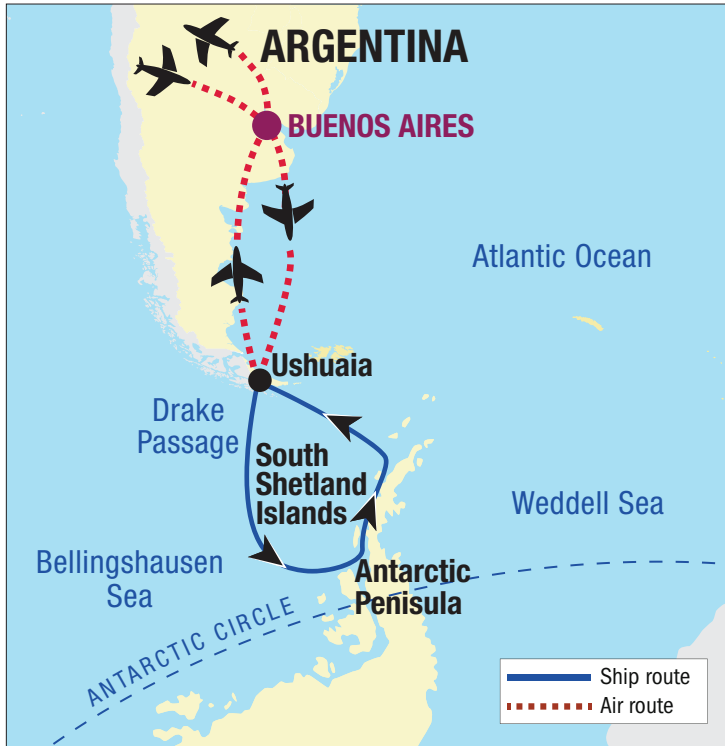 ARGENTINA
BUENOS AIRES
Atlantic Ocean
Ushuaia
Drake
Passage
South
Shetland
Islands
Weddell Sea
Bellingshausen
Sea
Antarctic
Penisula
ANTARCTIC CIRCLE
Ship route
Air route